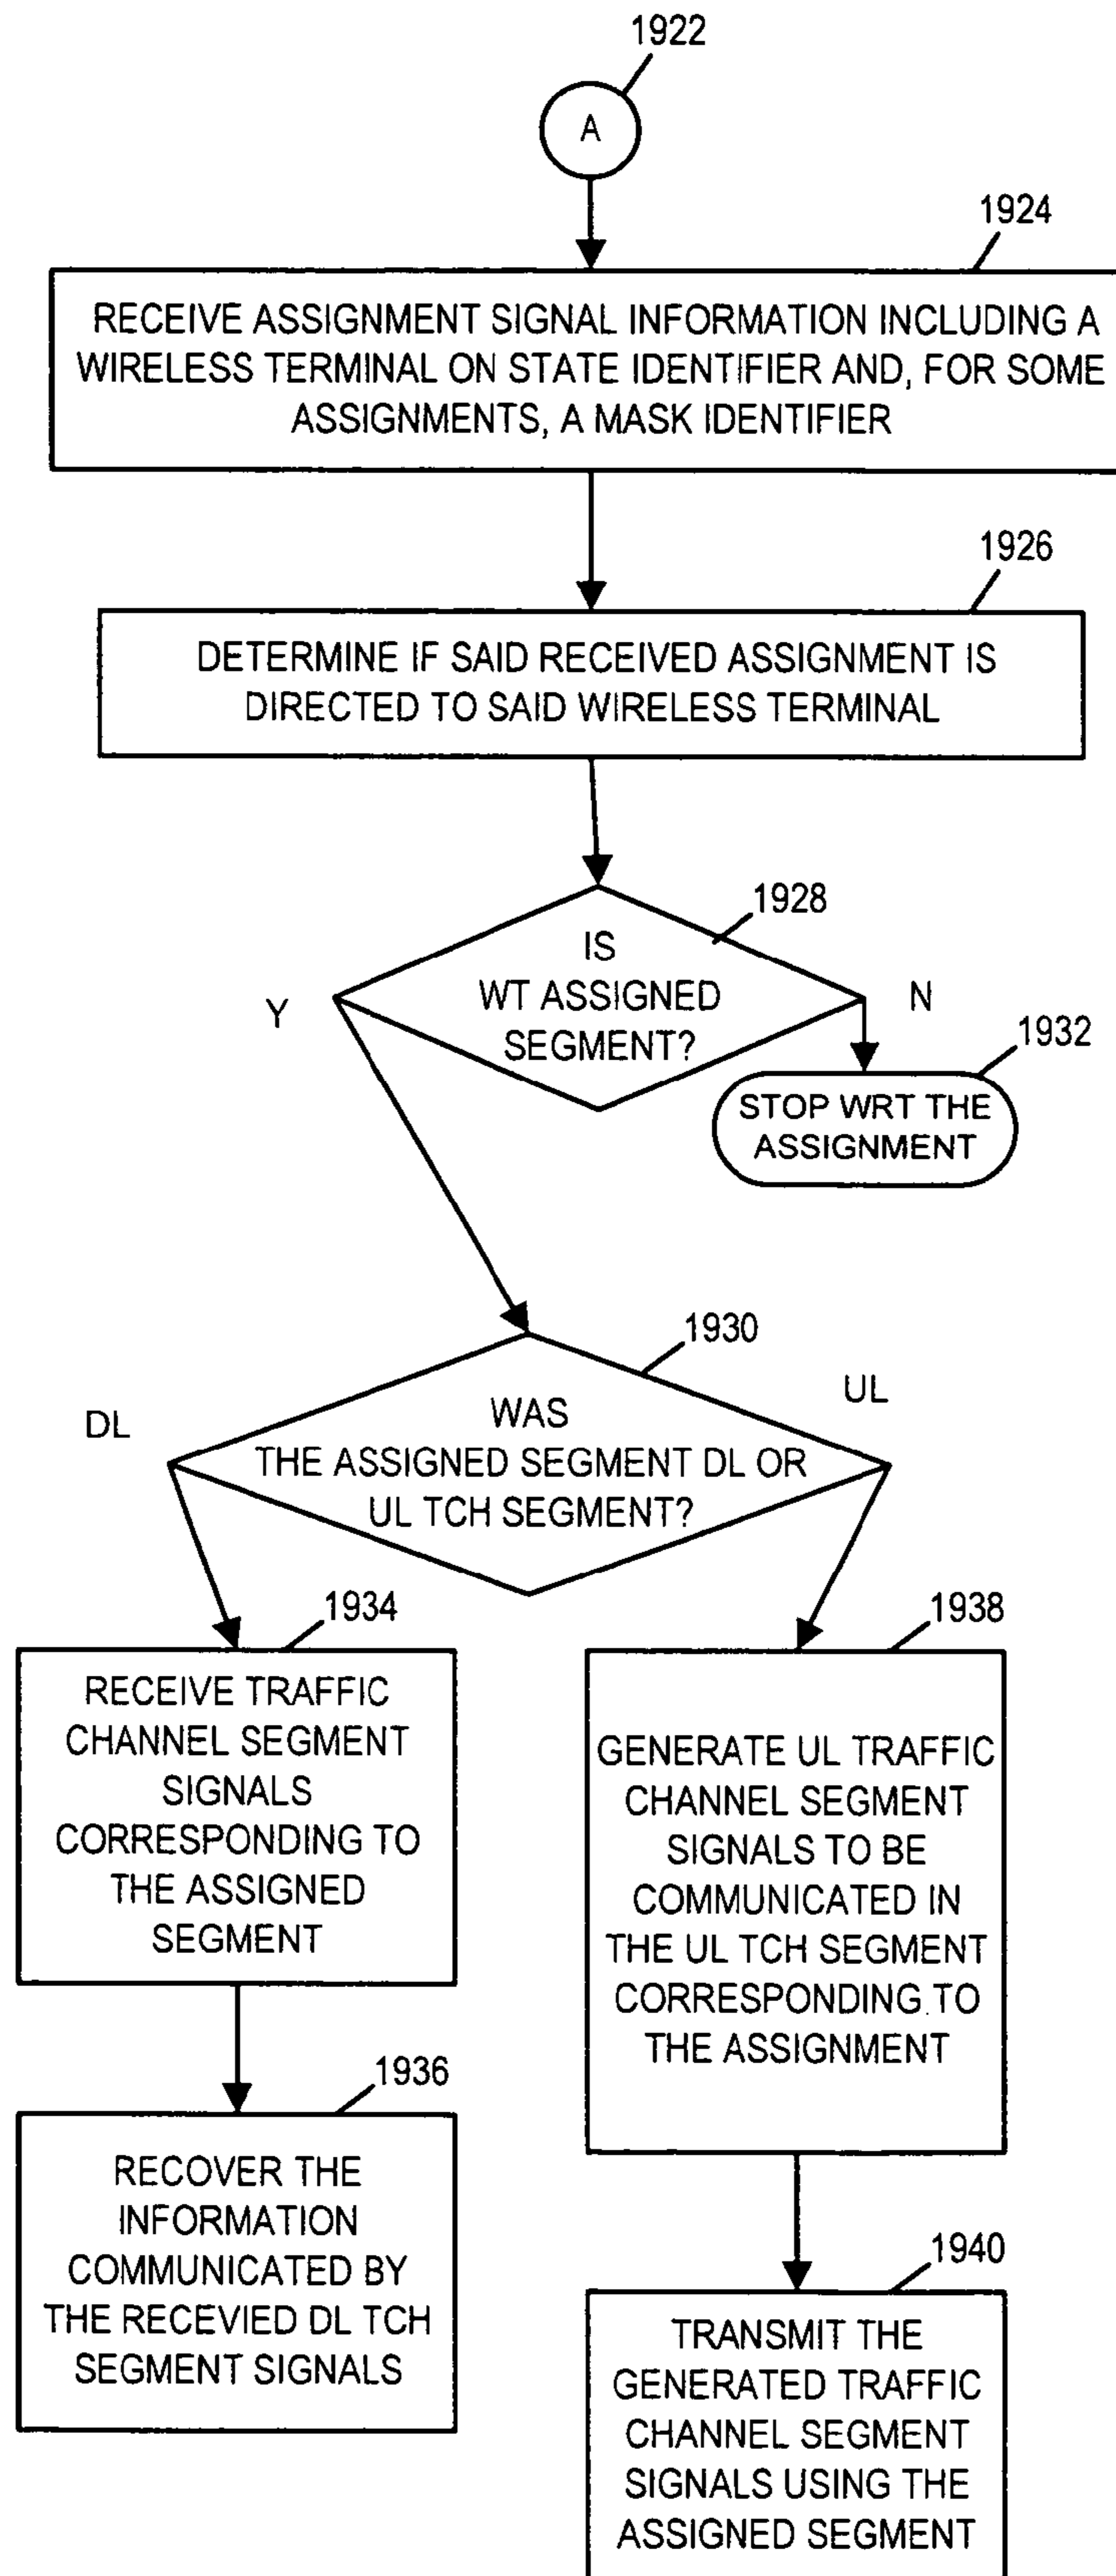 1922
A
1924
RECEIVE ASSIGNMENT SIGNAL INFORMATION INCLUDING A
WIRELESS TERMINAL ON STATE IDENTIFIER AND, FOR SOME
ASSIGNMENTS, A MASK IDENTIFIER
1926
DETERMINE IF SAID RECEIVED ASSIGNMENT IS
DIRECTED TO SAID WIRELESS TERMINAL
1928
IS
WT ASSIGNED
SEGMENT?
Y
N
1932
STOP WRT THE
ASSIGNMENT
1930
WAS
THE ASSIGNED SEGMENT DL OR
UL TCH SEGMENT?
DL
UL
1934
RECEIVE TRAFFIC
CHANNEL SEGMENT
SIGNALS
CORRESPONDING TO
THE ASSIGNED
SEGMENT
1936
RECOVER THE
INFORMATION
COMMUNICATED BY
THE RECEVIED DL TCH
SEGMENT SIGNALS
1938
GENERATE UL TRAFFIC
CHANNEL SEGMENT
SIGNALS TO BE
COMMUNICATED IN
THE UL TCH SEGMENT
CORRESPONDING TO
THE ASSIGNMENT
1940
TRANSMIT THE
GENERATED TRAFFIC
CHANNEL SEGMENT
SIGNALS USING THE
ASSIGNED SEGMENT